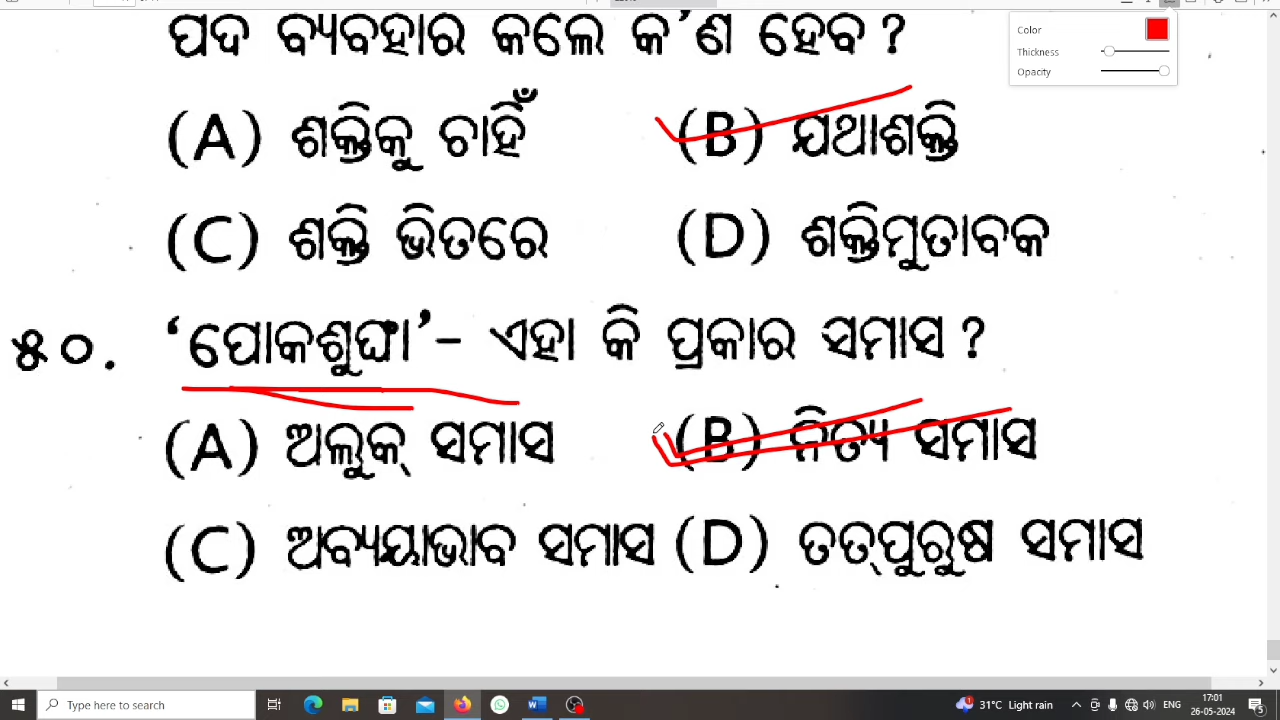 Color
Thickness
Opacity
ପଦ ବ୍ୟବହାର କଲେ କ'ଣ ହେବ ?
(A) ଶକ୍ତିକୁ ଚାହିଁ (B) ଯଥାଶକ୍ତି
(C) ଶକ୍ତି ଭିତରେ (D) ଶକ୍ତିମୁତାବକ
୫୦. ‘ପୋକଶୁଙ୍ଘା’ – ଏହା କି ପ୍ରକାର ସମାସ ?
(A) ଅଲୁକ୍ ସମାସ (B) ନିତ୍ୟ ସମାସ
(C) ଅବ୍ୟୟୀଭାବ ସମାସ (D) ତତ୍‌ପୁରୁଷ ସମାସ
Type here to search 31°C Light rain ENG 17:01
26-05-2024